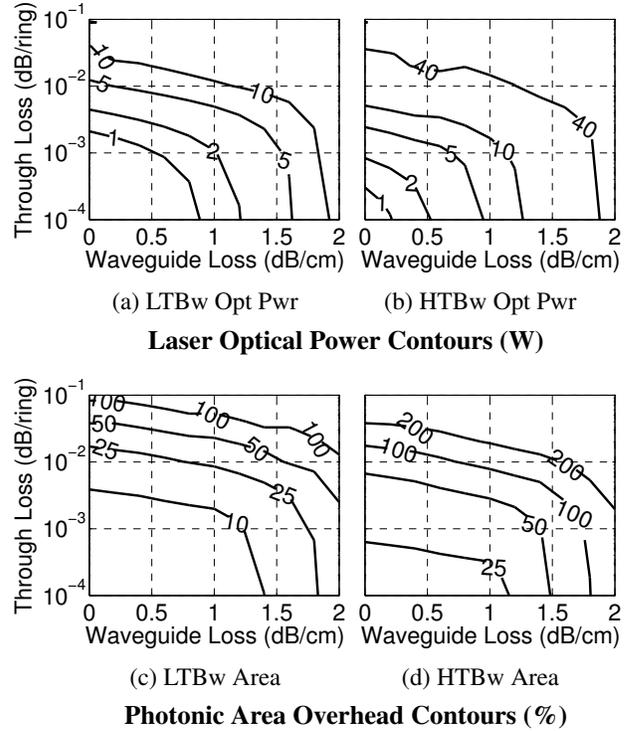 10⁻¹
10⁻²
10⁻³
10⁻⁴
Through Loss (dB/ring)
10
5
10
2
5
1
0 0.5 1 1.5 2
Waveguide Loss (dB/cm)
(a) LTBw Opt Pwr
40
40
10
5
2
1
0 0.5 1 1.5 2
Waveguide Loss (dB/cm)
(b) HTBw Opt Pwr
Laser Optical Power Contours (W)
10⁻¹
10⁻²
10⁻³
10⁻⁴
Through Loss (dB/ring)
100
100
100
50
50
25
25
10
0 0.5 1 1.5 2
Waveguide Loss (dB/cm)
(c) LTBw Area
200
200
100
100
50
25
0 0.5 1 1.5 2
Waveguide Loss (dB/cm)
(d) HTBw Area
Photonic Area Overhead Contours (%)